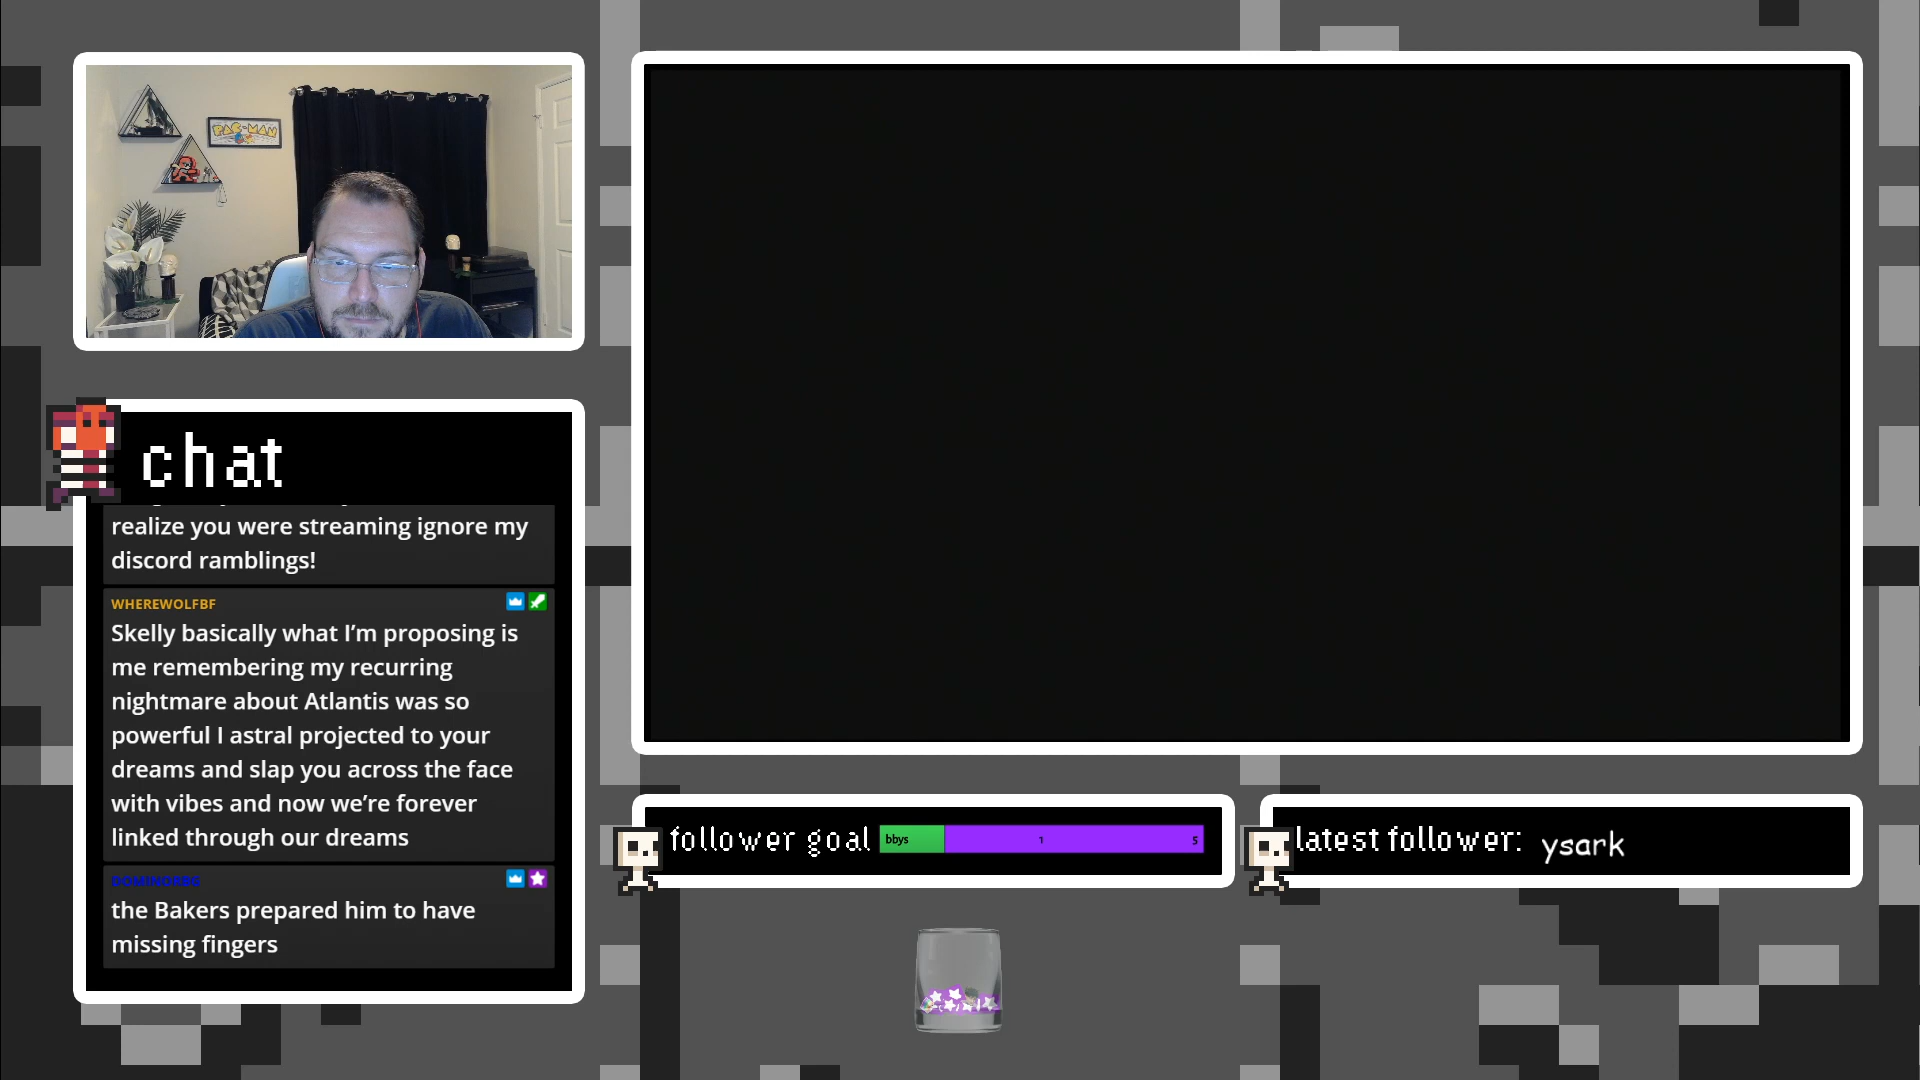 PAC-MAN
chat
realize you were streaming ignore my
discord ramblings!
WHEREWOLFBF
Skelly basically what I’m proposing is
me remembering my recurring
nightmare about Atlantis was so
powerful I astral projected to your
dreams and slap you across the face
with vibes and now we’re forever
linked through our dreams
DOMINORBG
the Bakers prepared him to have
missing fingers
follower goal
bbys 1 5
latest follower: ysark